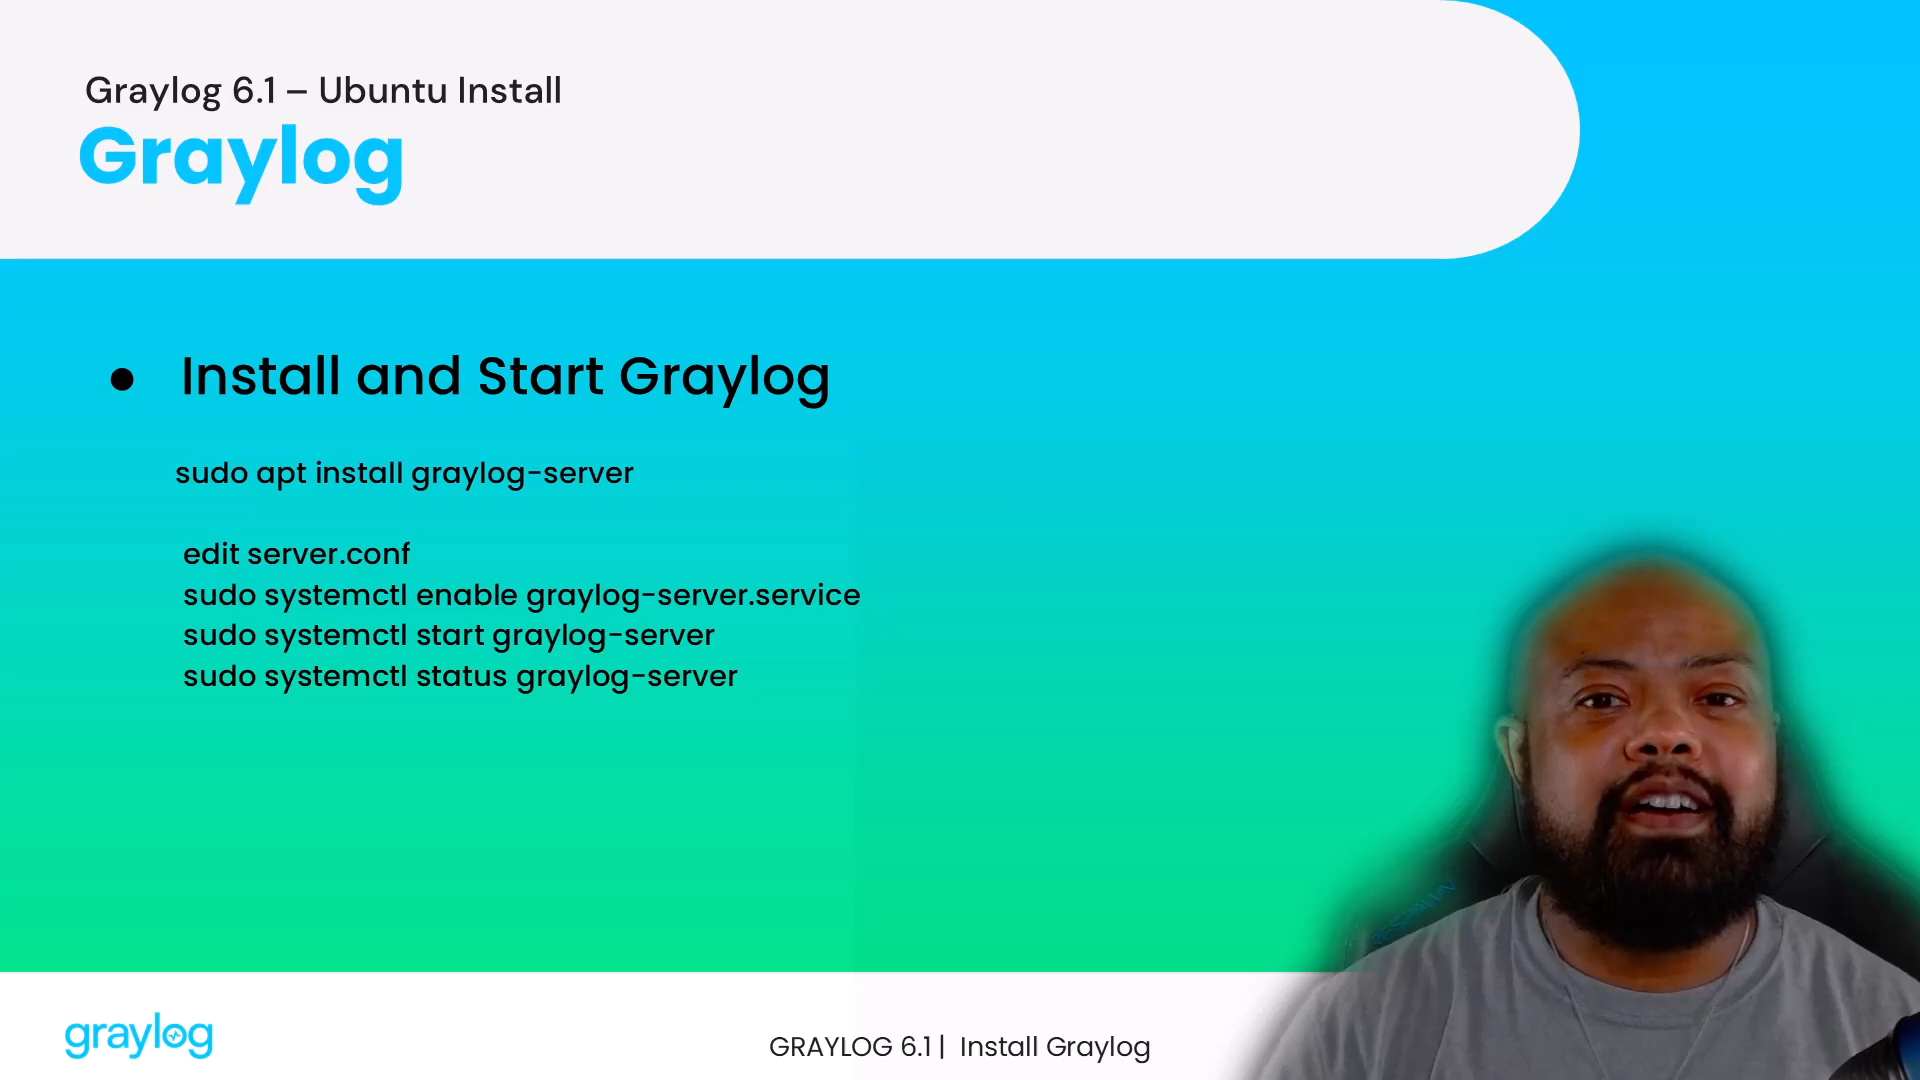 Graylog 6.1 – Ubuntu Install
Graylog
● Install and Start Graylog
sudo apt install graylog-server
edit server.conf
sudo systemctl enable graylog-server.service
sudo systemctl start graylog-server
sudo systemctl status graylog-server
graylog
GRAYLOG 6.1 | Install Graylog